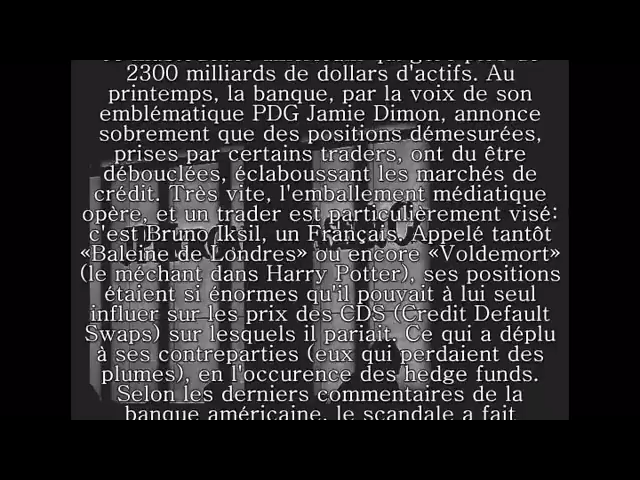 2300 milliards de dollars d'actifs. Au
printemps, la banque, par la voix de son
emblématique PDG Jamie Dimon, annonce
sobrement que des positions démesurées,
prises par certains traders, ont du être
débouclées, éclaboussant les marchés de
crédit. Très vite, l'emballement médiatique
opère, et un trader est particulièrement visé:
c'est Bruno Iksil, un Français. Appelé tantôt
«Baleine de Londres» ou encore «Voldemort»
(le méchant dans Harry Potter), ses positions
étaient si énormes qu'il pouvait à lui seul
influer sur les prix des CDS (Credit Default
Swaps) sur lesquels il pariait. Ce qui a déplu
à ses contreparties (eux qui perdaient des
plumes), en l'occurence des hedge funds.
Selon les derniers commentaires de la
banque américaine, le scandale a fait